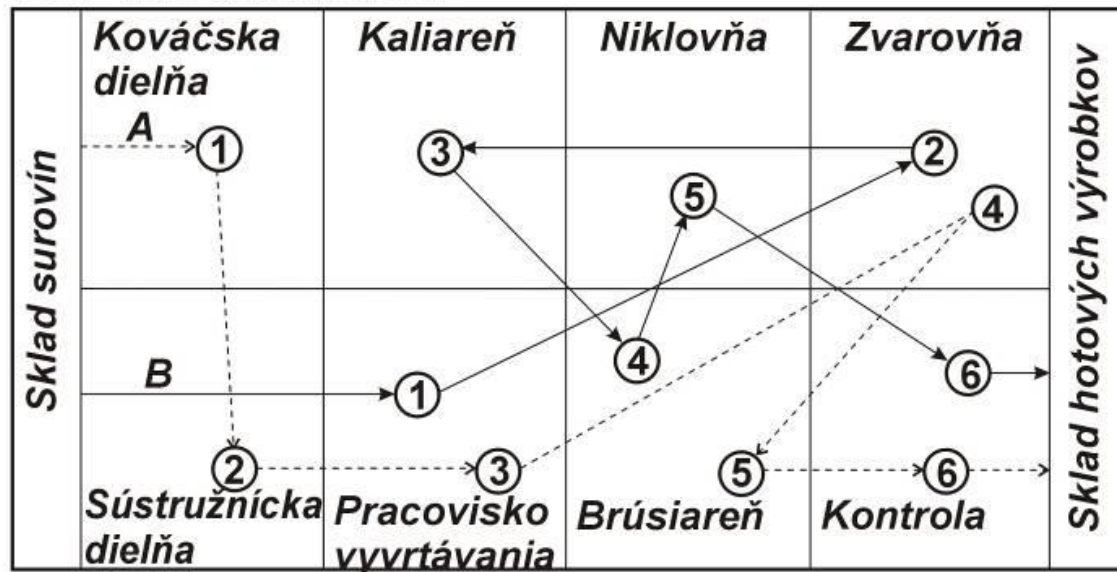 Kováčska
dielňa
Kaliareň
Niklovňa
Zvarovňa
Sklad surovín
A
1
3
2
5
4
B
1
4
6
2
3
5
6
Sústružnícka
dielňa
Pracovisko
vyvrtávania
Brúsiareň
Kontrola
Sklad hotových výrobkov